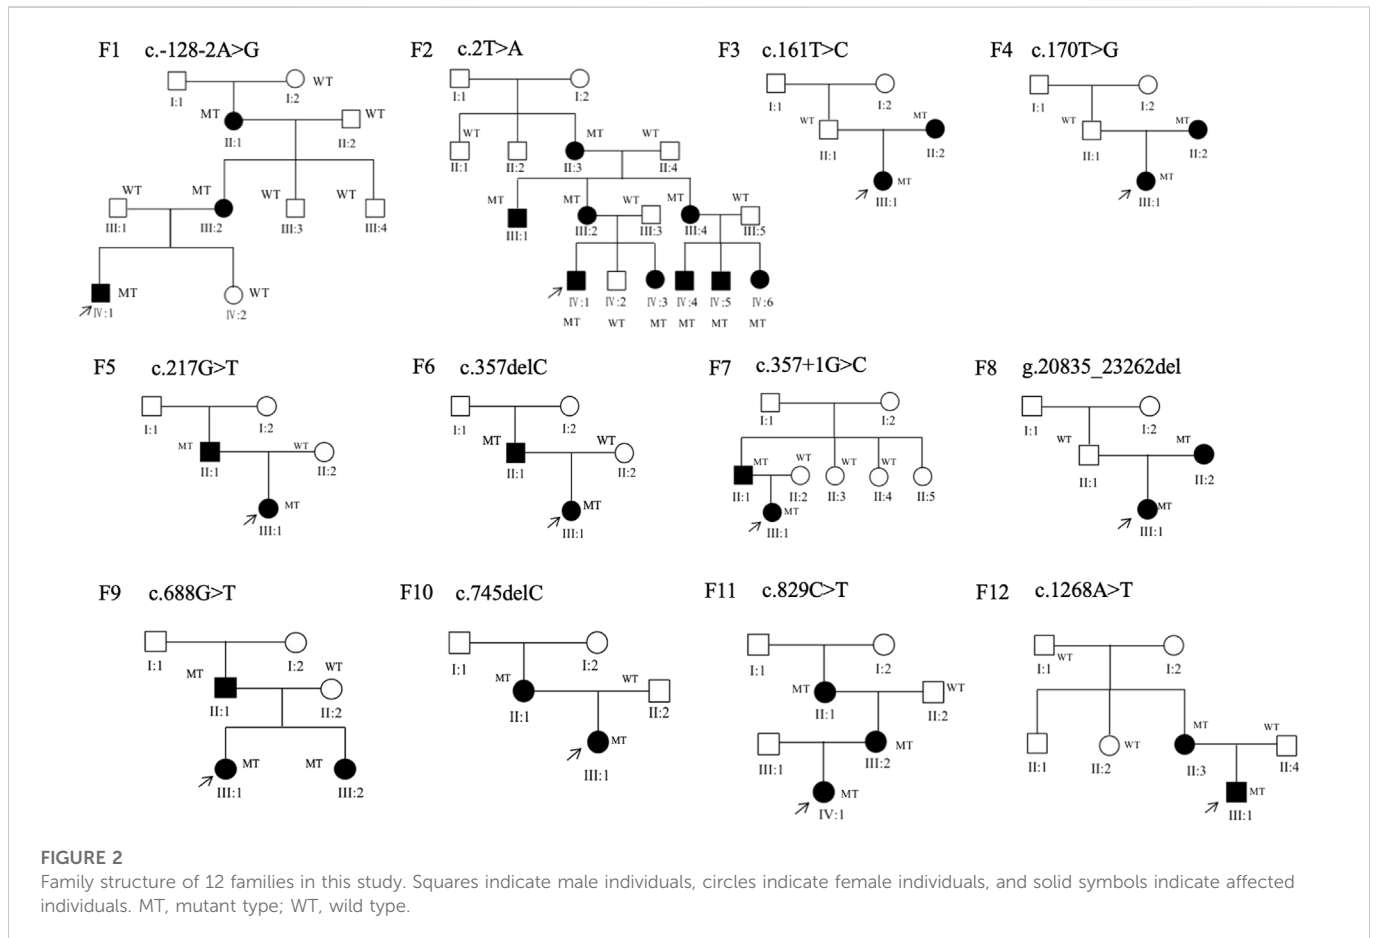 F1 c.-128-2A>G
F2 c.2T>A
F3 c.161T>C
F4 c.170T>G
WT
I:1
I:2
MT
WT
II:1
II:2
WT
MT
WT
WT
III:1
III:2
III:3
III:4
MT
WT
IV:1
IV:2
I:1
I:2
WT
MT
WT
II:1
II:2
II:3
II:4
MT
MT
WT
MT
WT
III:1
III:2
III:3
III:4
III:5
IV:1
IV:2
IV:3
IV:4
IV:5
IV:6
MT
WT
MT
MT
MT
MT
I:1
I:2
WT
MT
II:1
II:2
MT
III:1
I:1
I:2
WT
MT
II:1
II:2
MT
III:1
F5 c.217G>T
F6 c.357delC
F7 c.357+1G>C
F8 g.20835_23262del
I:1
I:2
MT
WT
II:1
II:2
MT
III:1
I:1
I:2
MT
WT
II:1
II:2
MT
III:1
I:1
I:2
MT
WT
WT
WT
II:1
II:2
II:3
II:4
II:5
MT
III:1
I:1
I:2
WT
MT
II:1
II:2
MT
III:1
F9 c.688G>T
F10 c.745delC
F11 c.829C>T
F12 c.1268A>T
I:1
I:2
MT
WT
II:1
II:2
MT
MT
III:1
III:2
I:1
I:2
MT
WT
II:1
II:2
MT
III:1
I:1
I:2
MT
WT
II:1
II:2
III:1
III:2
MT
MT
IV:1
I:1
WT
I:2
MT
WT
WT
II:1
II:2
II:3
II:4
MT
III:1
FIGURE 2
Family structure of 12 families in this study. Squares indicate male individuals, circles indicate female individuals, and solid symbols indicate affected
individuals. MT, mutant type; WT, wild type.